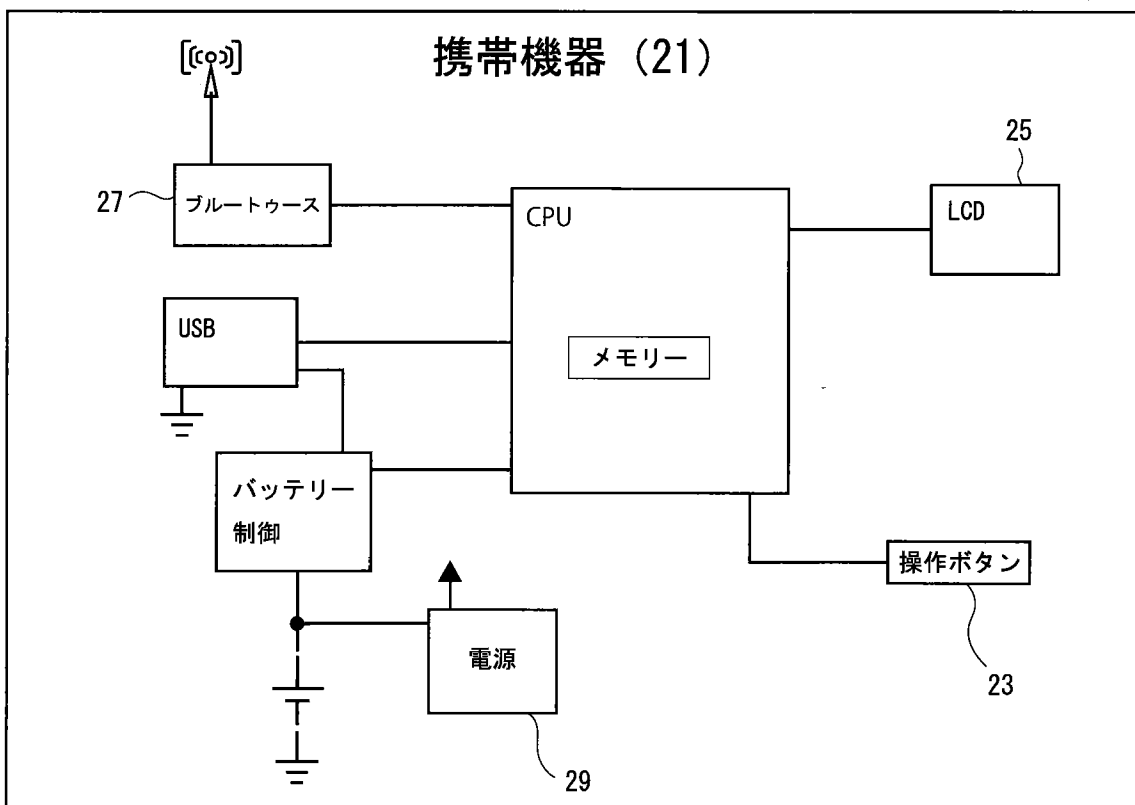 携帯機器（21）
25
27
ブルートゥース
CPU
LCD
USB
メモリー
バッテリー
制御
操作ボタン
電源
23
29